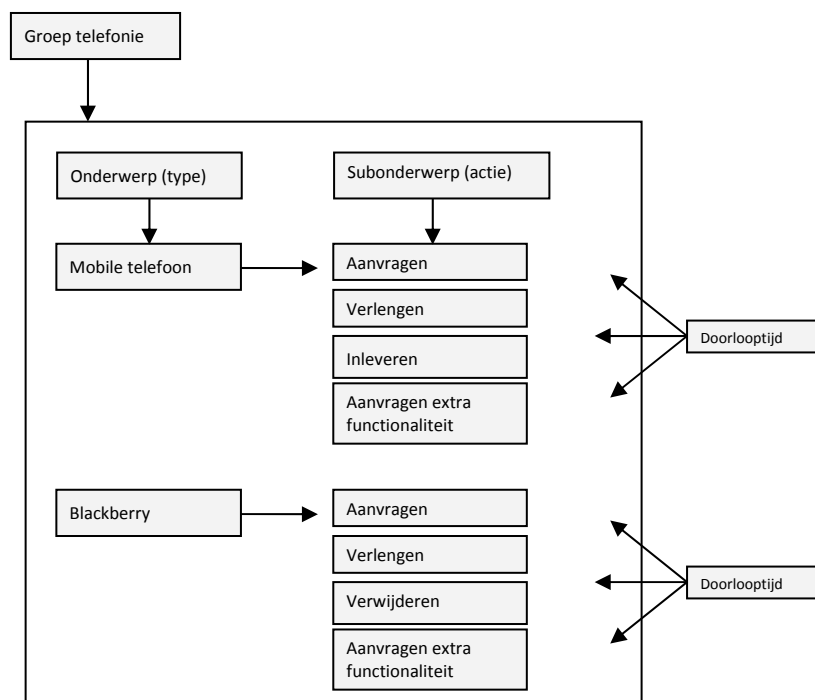 Groep telefonie
Onderwerp (type)
Subonderwerp (actie)
Mobile telefoon
Aanvragen
Verlengen
Inleveren
Aanvragen extra
functionaliteit
Doorlooptijd
Blackberry
Aanvragen
Verlengen
Verwijderen
Aanvragen extra
functionaliteit
Doorlooptijd